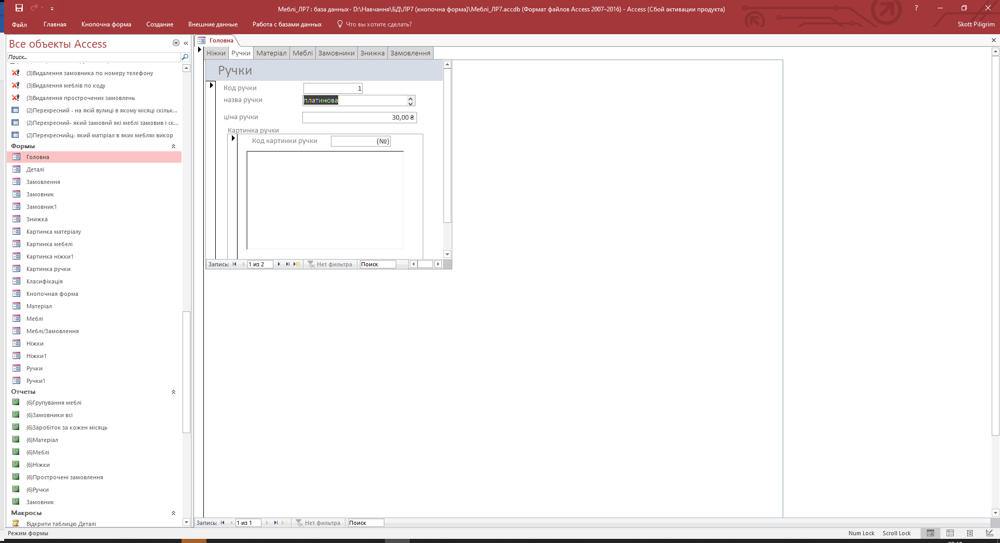 Меблі_ЛР7 : база данных- D:\Навчання\БД\ЛР7 (кнопочна форма)\Меблі_ЛР7.accdb (Формат файлов Access 2007–2016) - Access (Сбой активации продукта)
?
Файл Главная Кнопочна форма Создание Внешние данные Работа с базами данных Что вы хотите сделать? Skott Piligrim
Все объекты Access
Поиск...
(3)Видалення замовника по номеру телефону
(3)Видалення меблів по коду
(3)Видалення прострочених замовлень
(2)Перехресний - на якій вулиці в якому місяці скільк...
(2)Перехресний- який замовнй які меблі замовив і ск...
(2)Перехреснийц- який матіріал в яких меблях викор
Формы
Головна
Деталі
Замовлення
Замовник
Замовник1
Знижка
Картинка матеріалу
Картинка мебелі
Картинка ніжки1
Картинка ручки
Класифікація
Кнопочная форма
Матеріал
Меблі
Меблі/Замовлення
Ніжки
Ніжки1
Ручки
Ручки1
Отчеты
(6)Групування меблі
(6)Замовники всі
(6)Заробіток за кожен місяць
(6)Матеріал
(6)Меблі
(6)Ніжки
(6)Прострочені замовлення
(6)Ручки
Замовник
Макросы
Відкрити таблицю Деталі
Головна
Ніжки Ручки Матеріал Меблі Замовники Знижка Замовлення
Ручки
Код ручки 1
назва ручки платинова
ціна ручки 30,00 ₴
Картинка ручки
Код картинки ручки (№)
Запись: 1 из 2 Нет фильтра Поиск
Запись: 1 из 1 Нет фильтра Поиск
Режим формы Num Lock Scroll Lock